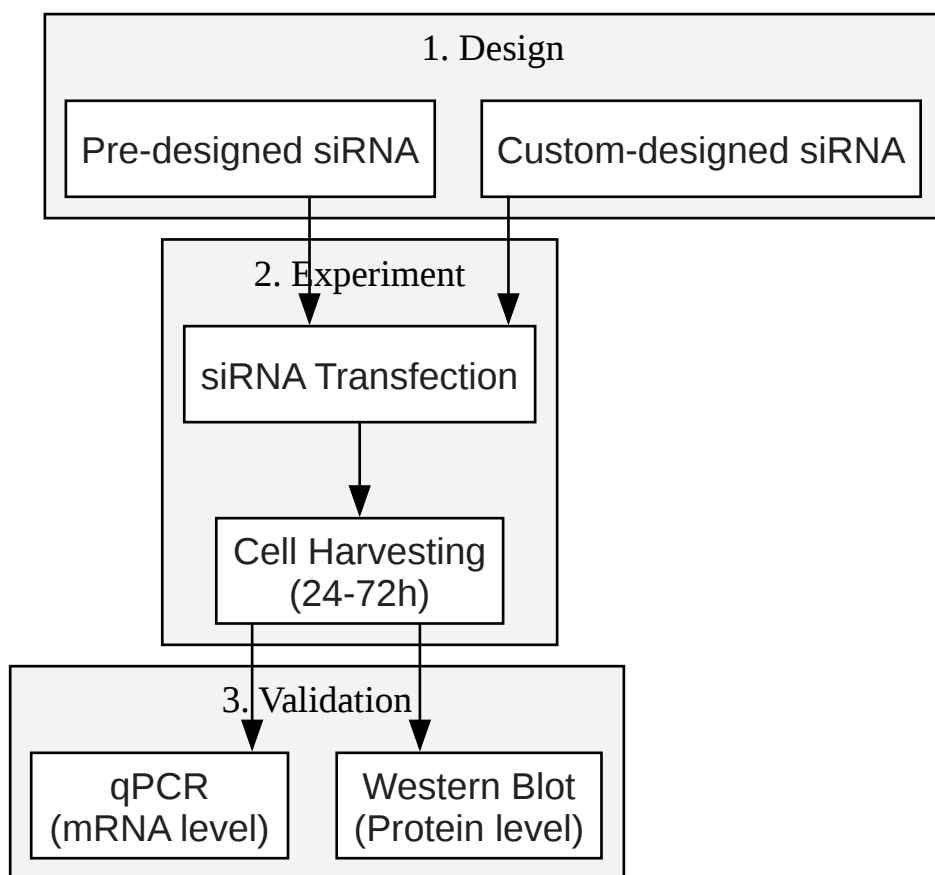 1. Design
Pre-designed siRNA
Custom-designed siRNA
2. Experiment
siRNA Transfection
Cell Harvesting
(24-72h)
3. Validation
qPCR
(mRNA level)
Western Blot
(Protein level)